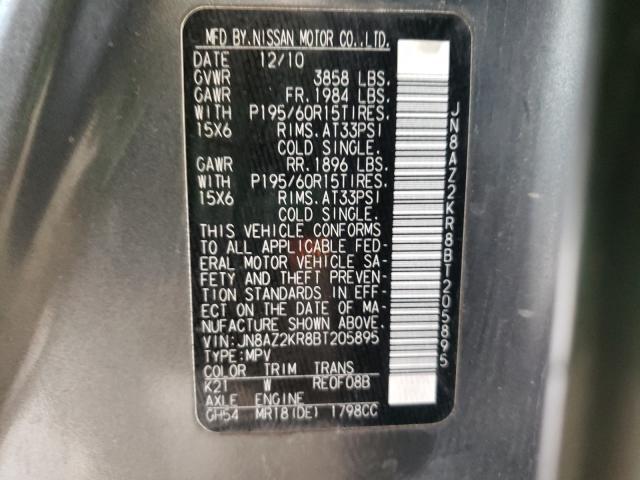 MFD.BY.NISSAN MOTOR CO.,LTD.
DATE 12/10
GVWR 3858 LBS.
GAWR FR.1984 LBS.
WITH P195/60R15TIRES.
15X6 RIMS.AT33PSI
COLD SINGLE.
GAWR RR.1896 LBS.
WITH P195/60R15TIRES.
15X6 RIMS.AT33PSI
COLD SINGLE.
THIS VEHICLE CONFORMS
TO ALL APPLICABLE FED-
ERAL MOTOR VEHICLE SA-
FETY AND THEFT PREVEN-
TION STANDARDS IN EFF-
ECT ON THE DATE OF MA-
NUFACTURE SHOWN ABOVE.
VIN:JN8AZ2KR8BT205895
TYPE:MPV
COLOR TRIM TRANS
K21 W RE0F08B
AXLE ENGINE
GH54 MR18(DE) 1798CC
JN8AZ2KR8BT205895